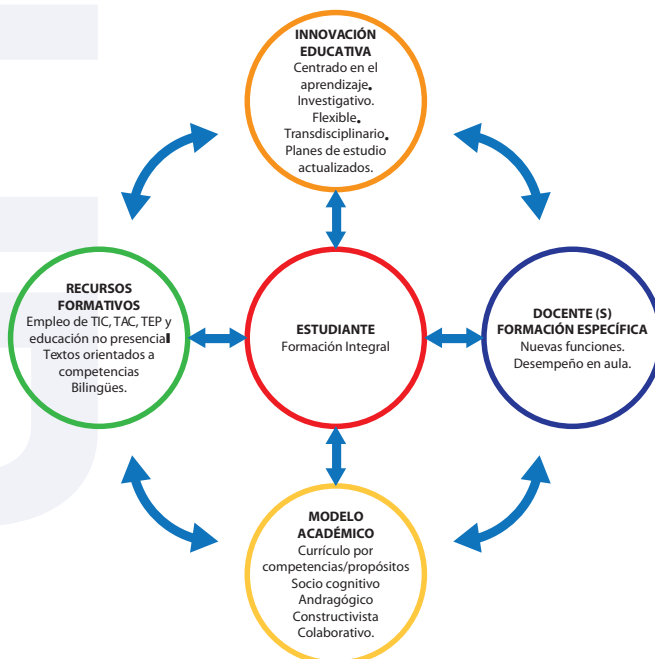 INNOVACIÓN
EDUCATIVA
Centrado en el
aprendizaje.
Investigativo.
Flexible.
Transdisciplinario.
Planes de estudio
actualizados.
RECURSOS
FORMATIVOS
Empleo de TIC, TAC, TEP y
educación no presencial
Textos orientados a
competencias
Bilingües.
ESTUDIANTE
Formación Integral
DOCENTE (S)
FORMACIÓN ESPECÍFICA
Nuevas funciones.
Desempeño en aula.
MODELO
ACADÉMICO
Currículo por
competencias/propósitos
Socio cognitivo
Andragógico
Constructivista
Colaborativo.